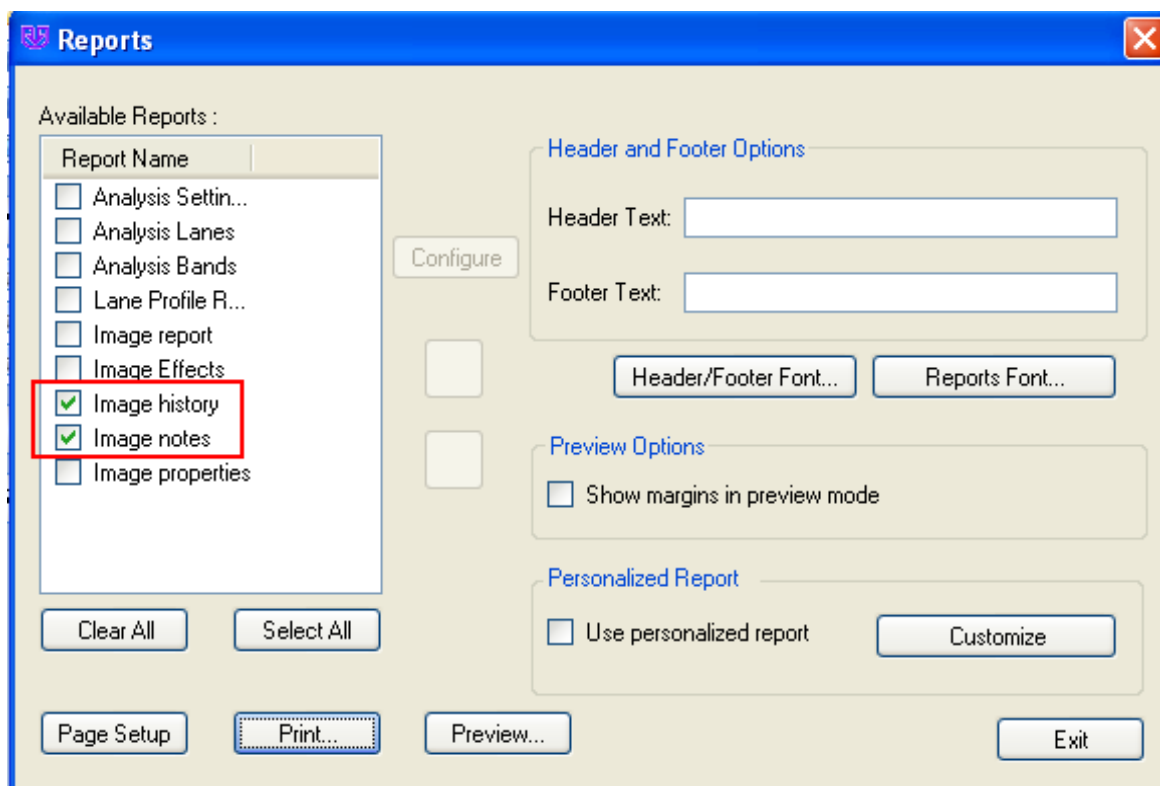 Reports
Available Reports :
Report Name
Analysis Settin...
Analysis Lanes
Analysis Bands
Lane Profile R...
Image report
Image Effects
Image history
Image notes
Image properties
Clear All
Select All
Configure
Header and Footer Options
Header Text:
Footer Text:
Header/Footer Font...
Reports Font...
Preview Options
Show margins in preview mode
Personalized Report
Use personalized report
Customize
Page Setup
Print...
Preview...
Exit